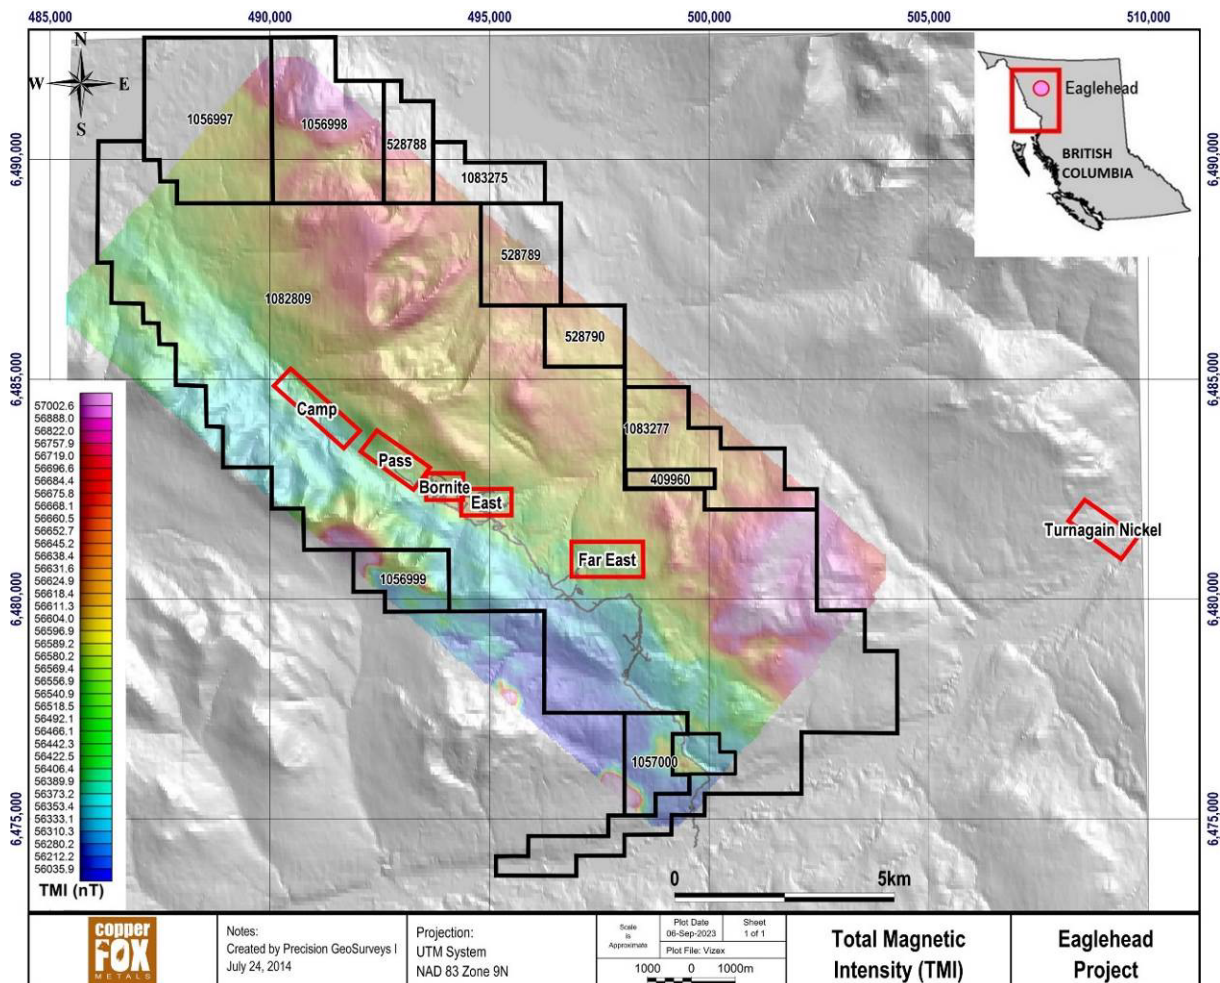 485,000
490,000
495,000
500,000
505,000
510,000
N
W
E
S
6,490,000
6,485,000
6,480,000
6,475,000
6,490,000
6,485,000
6,480,000
6,475,000
Eaglehead
BRITISH
COLUMBIA
1056997
1056998
528788
1083275
528789
1082809
528790
1083277
409960
Camp
Pass
Bornite
East
Far East
Turnagain Nickel
1056999
1057000
57002.6
56888.0
56822.0
56757.9
56719.0
56696.6
56684.4
56675.8
56668.1
56660.5
56652.7
56645.2
56638.4
56631.6
56624.9
56618.4
56611.3
56604.0
56596.9
56589.2
56580.2
56569.4
56556.9
56540.9
56518.5
56492.1
56466.1
56442.3
56422.5
56406.4
56389.9
56373.2
56353.4
56333.1
56310.3
56280.2
56212.2
56035.9
TMI (nT)
0
5km
copper
FOX
METALS
Notes:
Created by Precision GeoSurveys I
July 24, 2014
Projection:
UTM System
NAD 83 Zone 9N
Scale
is
Approximate
Plot Date
06-Sep-2023
Sheet
1 of 1
Plot File: Vizex
1000 0 1000m
Total Magnetic
Intensity (TMI)
Eaglehead
Project